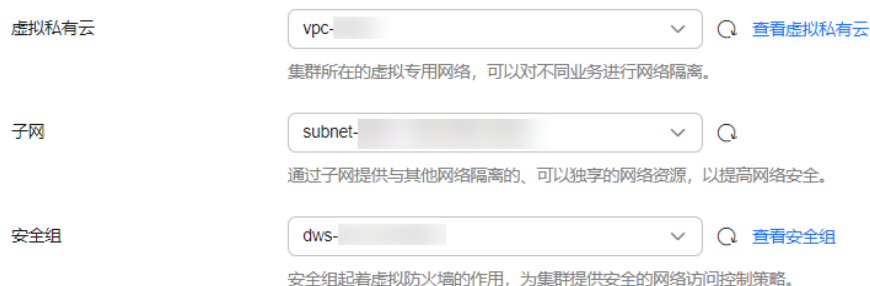 虚拟私有云 vpc- 查看虚拟私有云
集群所在的虚拟专用网络，可以对不同业务进行网络隔离。
子网 subnet-
通过子网提供与其他网络隔离的、可以独享的网络资源，以提高网络安全。
安全组 dws- 查看安全组
安全组起着虚拟防火墙的作用，为集群提供安全的网络访问控制策略。